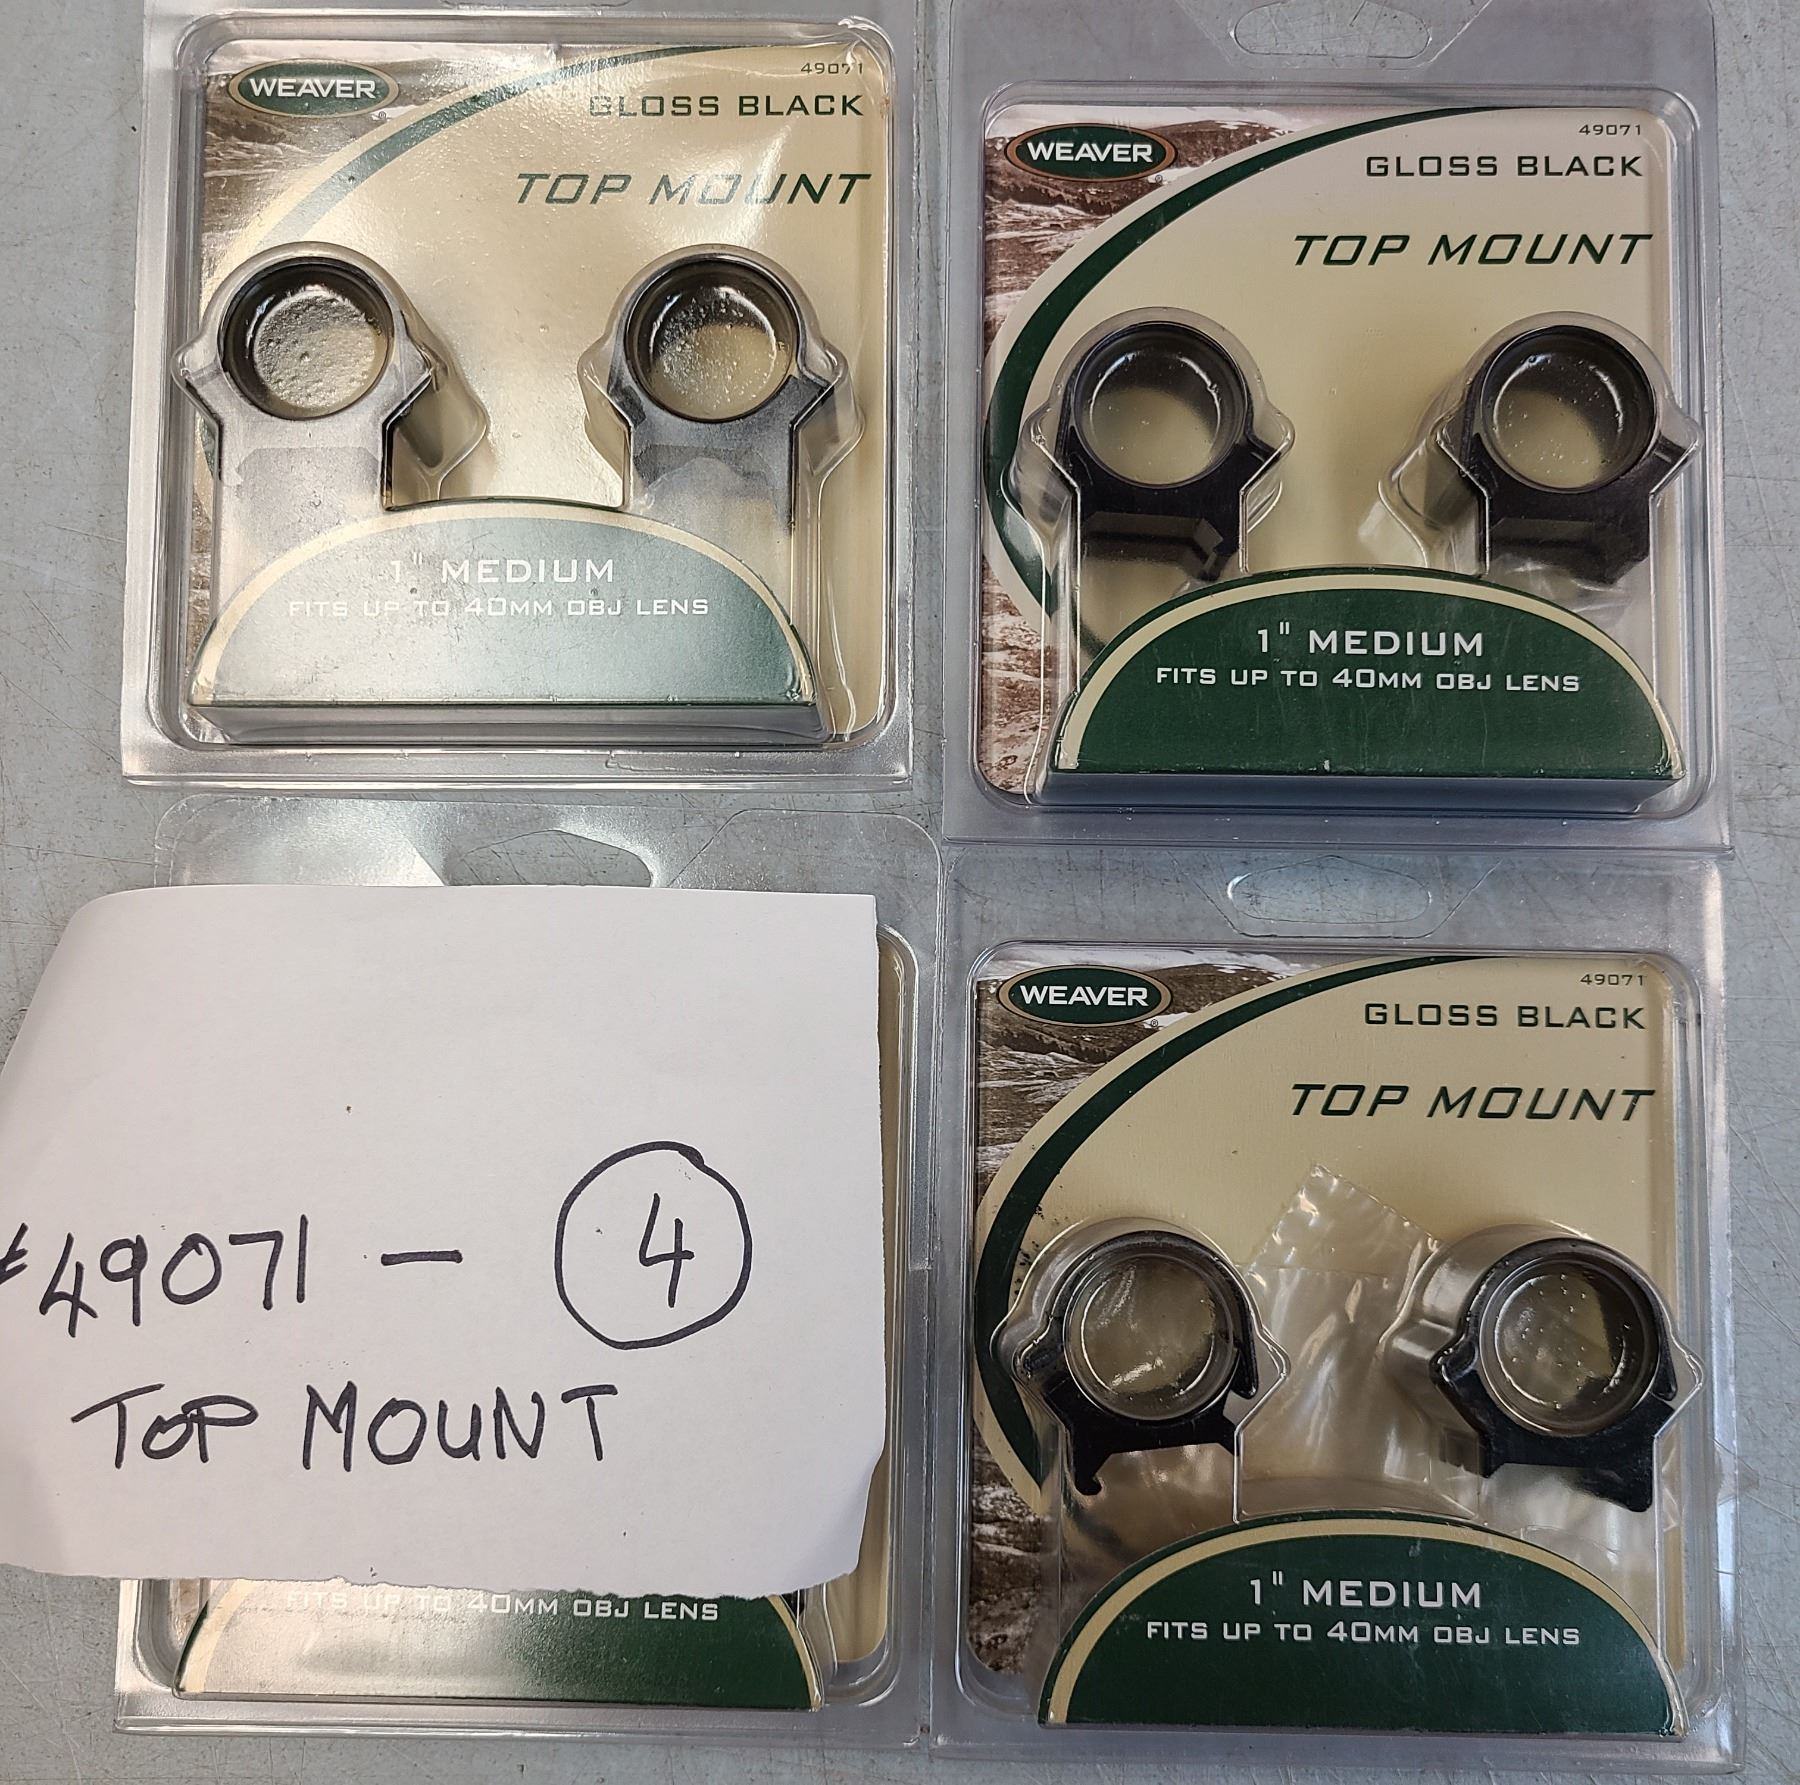 WEAVER
®
49071
GLOSS BLACK
TOP MOUNT
1" MEDIUM
FITS UP TO 40MM OBJ LENS
WEAVER
®
49071
GLOSS BLACK
TOP MOUNT
1" MEDIUM
FITS UP TO 40MM OBJ LENS
#49071 - 4
TOP MOUNT
FITS UP TO 40MM OBJ LENS
WEAVER
®
49071
GLOSS BLACK
TOP MOUNT
1" MEDIUM
FITS UP TO 40MM OBJ LENS